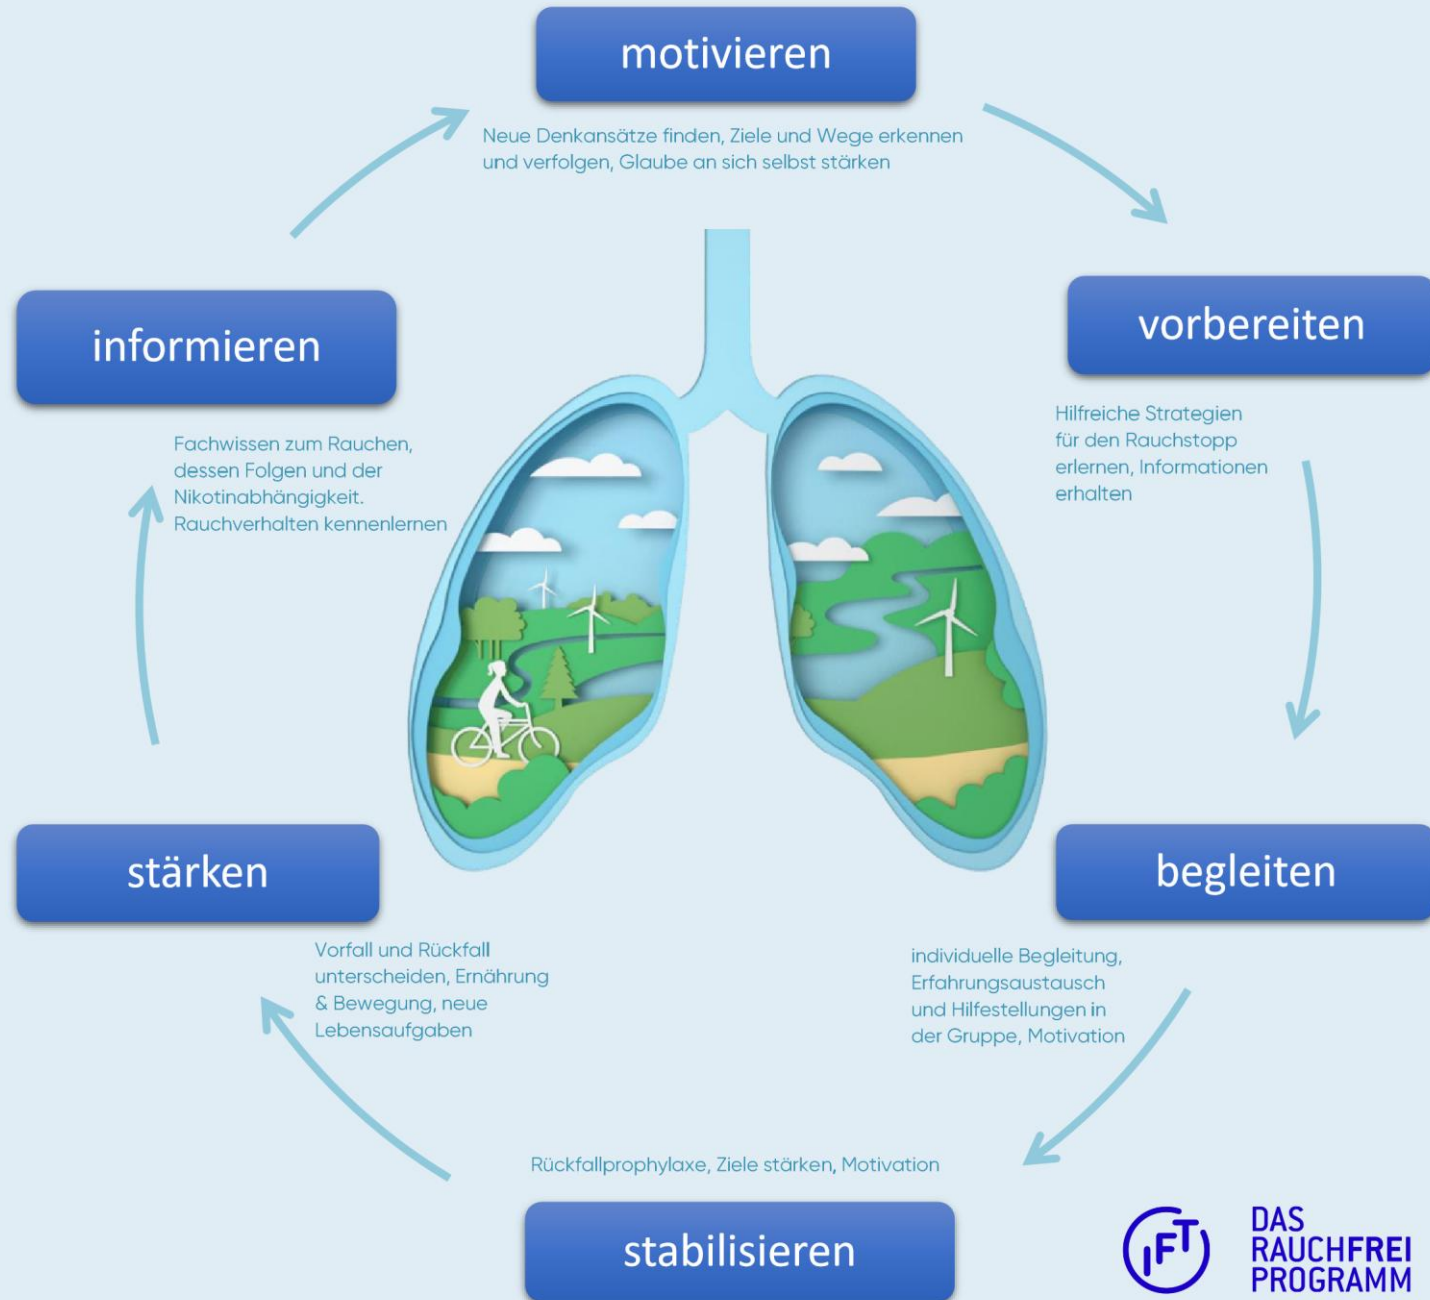 motivieren
Neue Denkansätze finden, Ziele und Wege erkennen
und verfolgen, Glaube an sich selbst stärken
vorbereiten
Hilfreiche Strategien
für den Rauchstopp
erlernen, Informationen
erhalten
begleiten
individuelle Begleitung,
Erfahrungsaustausch
und Hilfestellungen in
der Gruppe, Motivation
Rückfallprophylaxe, Ziele stärken, Motivation
stabilisieren
stärken
Vorfall und Rückfall
unterscheiden, Ernährung
& Bewegung, neue
Lebensaufgaben
informieren
Fachwissen zum Rauchen,
dessen Folgen und der
Nikotinabhängigkeit.
Rauchverhalten kennenlernen
IFT
DAS
RAUCHFREI
PROGRAMM